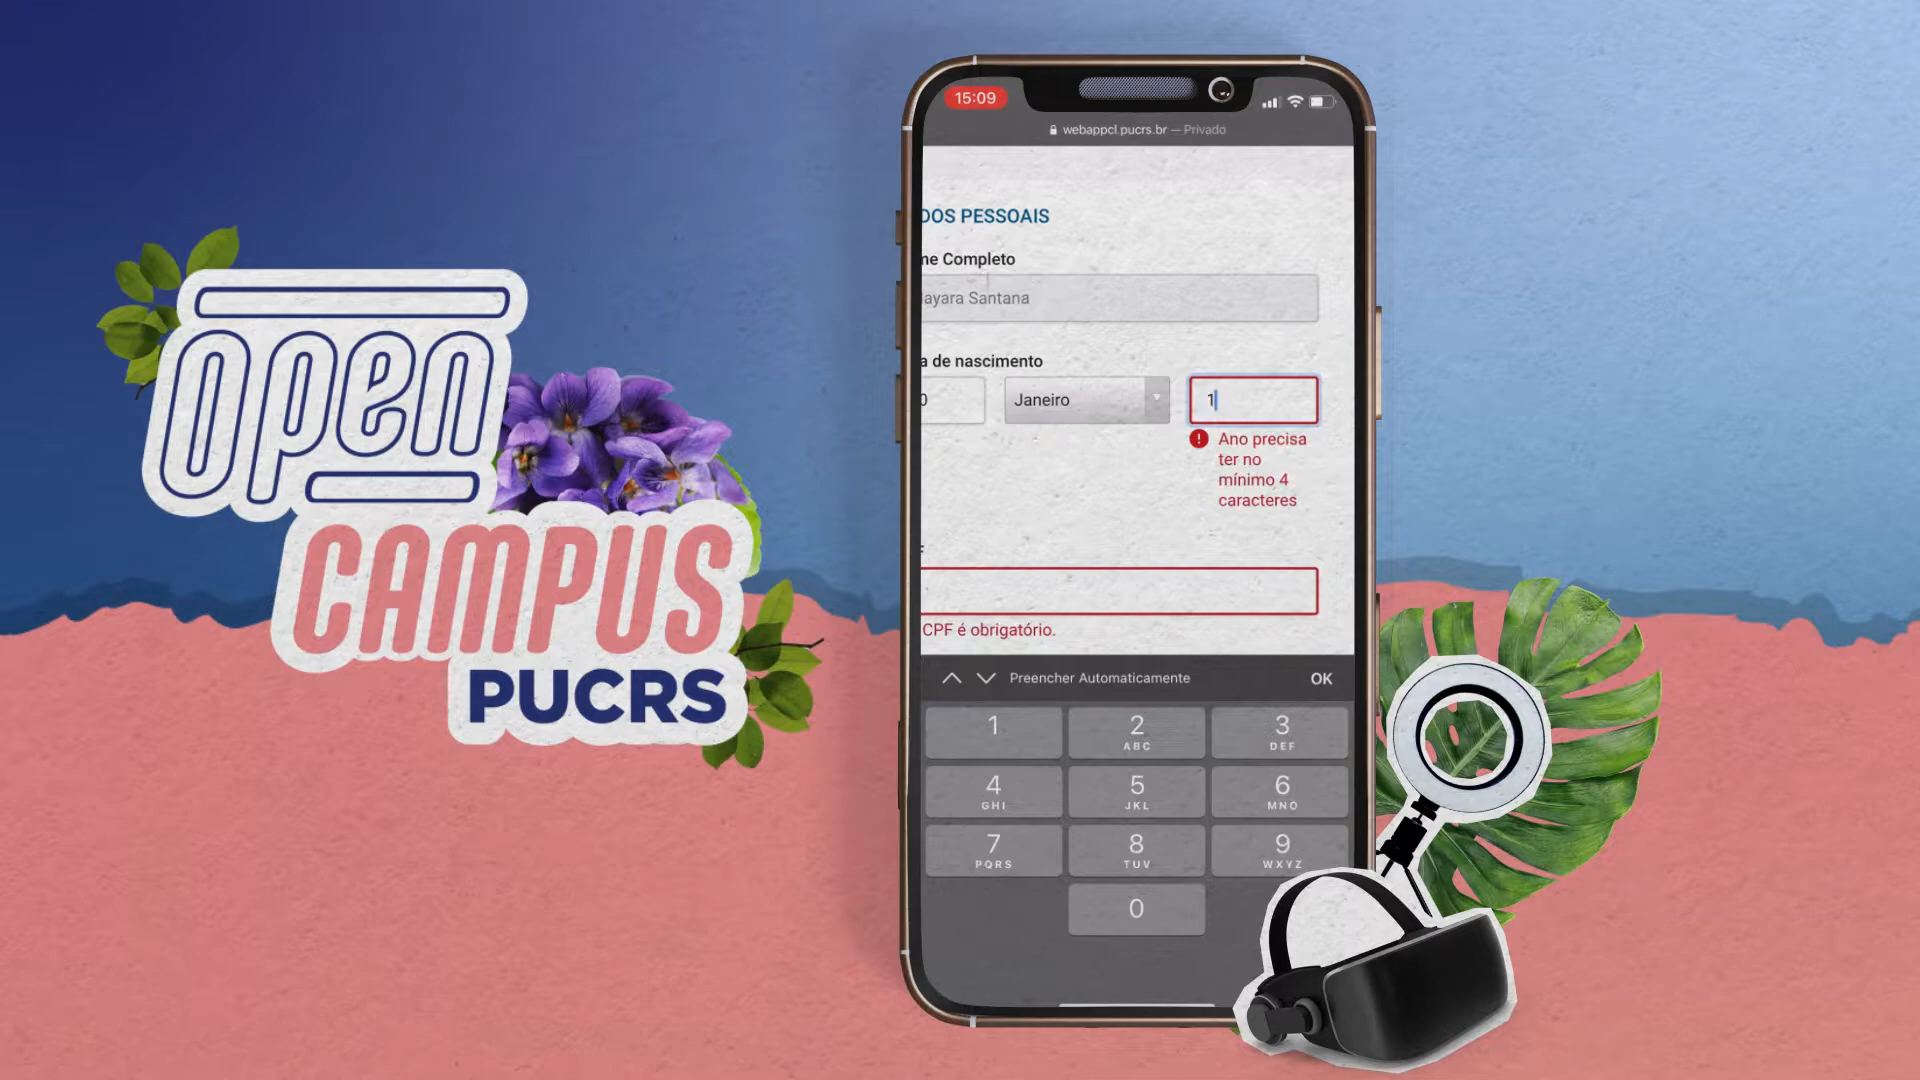 open
CAMPUS
PUCRS
15:09
webappcl.pucrs.br — Privado
DOS PESSOAIS
me Completo
ayara Santana
a de nascimento
0
Janeiro
1
Ano precisa
ter no
mínimo 4
caracteres
CPF é obrigatório.
Preencher Automaticamente
OK
1
2
ABC
3
DEF
4
GHI
5
JKL
6
MNO
7
PQRS
8
TUV
9
WXYZ
0